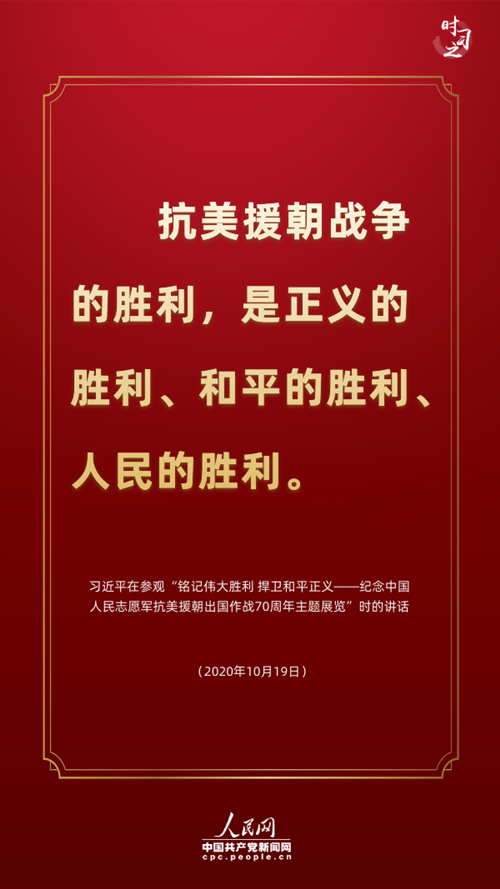 时习之
抗美援朝战争
的胜利，是正义的
胜利、和平的胜利、
人民的胜利。
习近平在参观“铭记伟大胜利 捍卫和平正义——纪念中国
人民志愿军抗美援朝出国作战70周年主题展览”时的讲话
（2020年10月19日）
人民网
中国共产党新闻网
cpc.people.cn